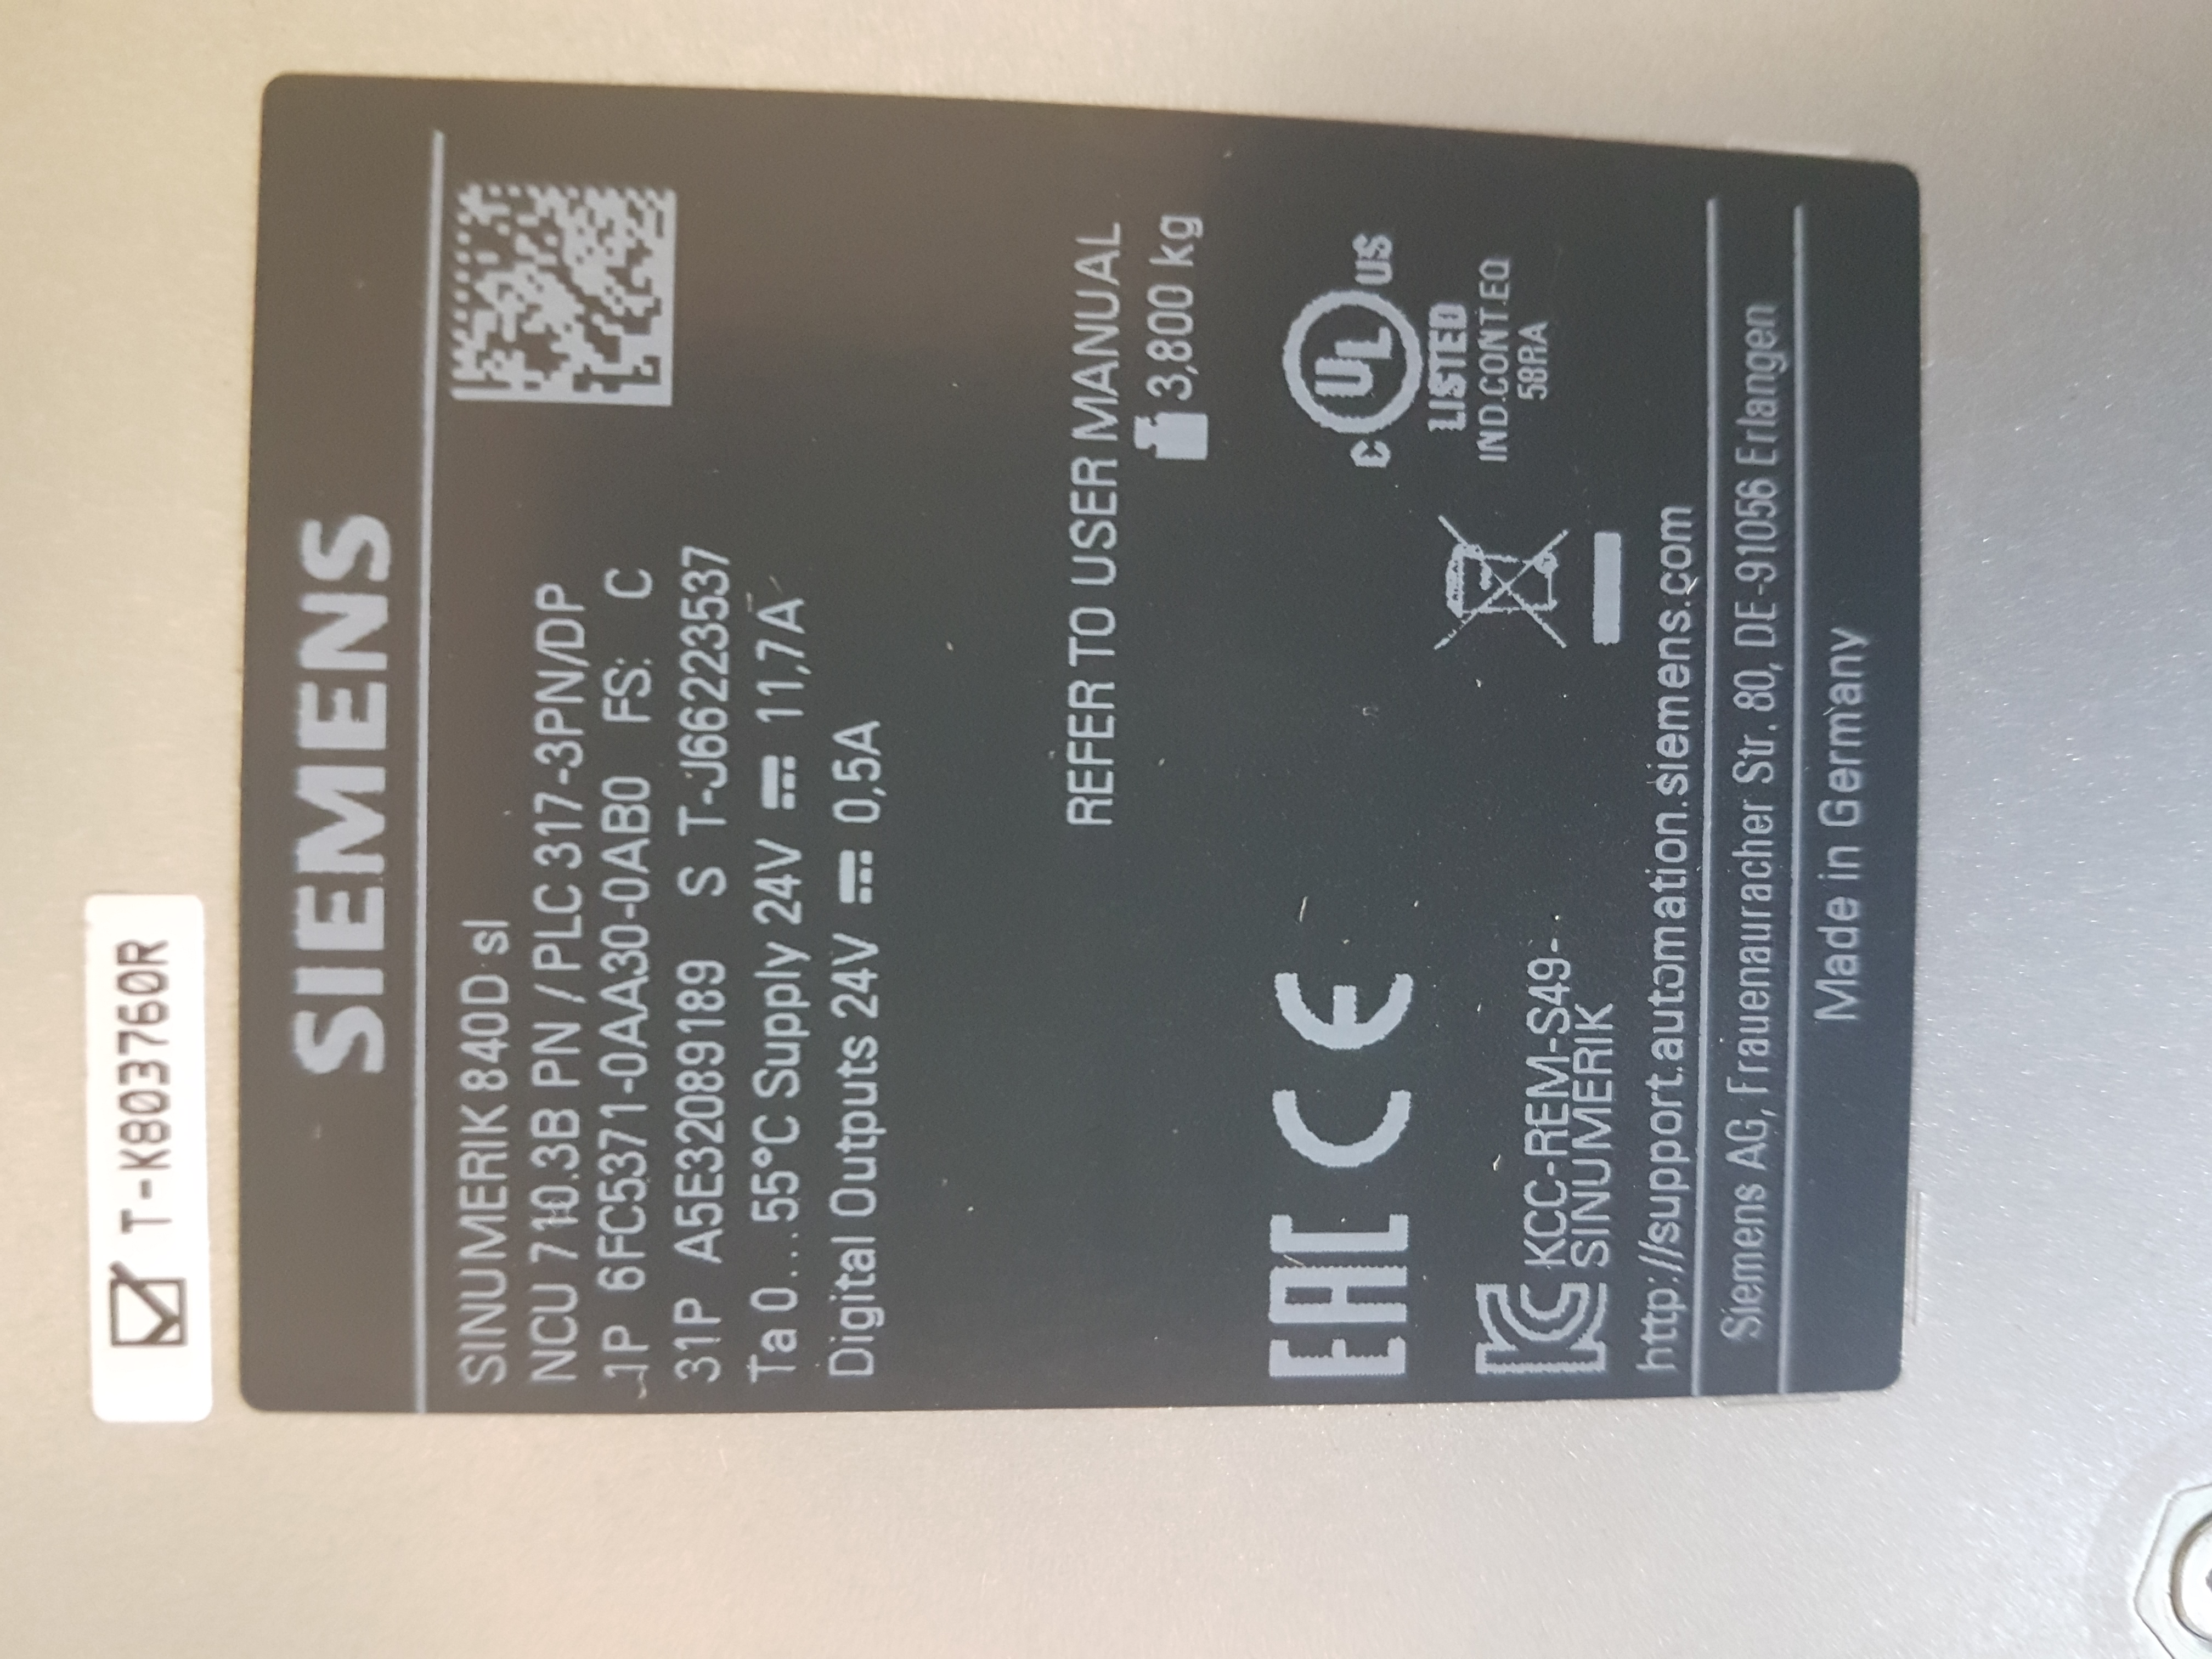 T-K803760R
SIEMENS
SINUMERIK 840D sl
NCU 710.3B PN / PLC 317-3PN/DP
1P 6FC5371-0AA30-0AB0 FS: C
31P A5E32089189 S T-J66223537
Ta 0...55°C Supply 24V 11,7A
Digital Outputs 24V 0,5A
REFER TO USER MANUAL
3,800 kg
EAC CE
C UL US
LISTED
IND.CONT.EQ
58RA
KCC-REM-S49-
SINUMERIK
http://support.automation.siemens.com
Siemens AG, Frauenauracher Str. 80, DE-91056 Erlangen
Made in Germany